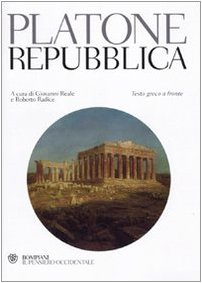 PLATONE
REPUBBLICA
A cura di Giovanni Reale
e Roberto Radice
Testo greco a fronte
BOMPIANI
IL PENSIERO OCCIDENTALE